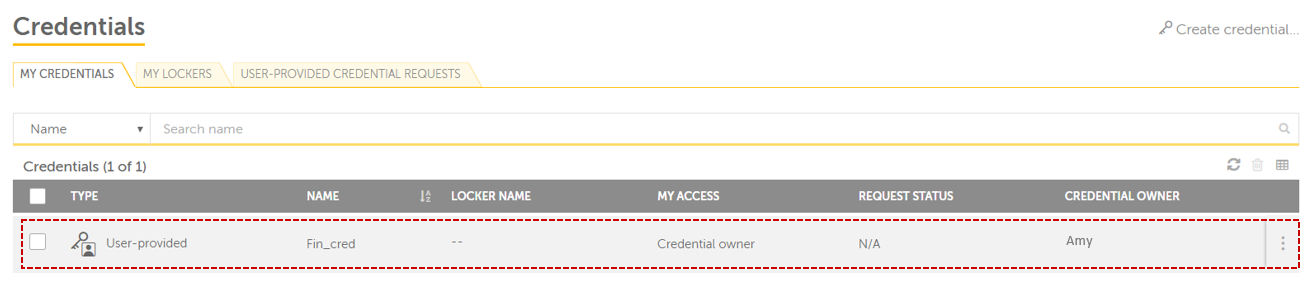 Credentials
Create credential...
MY CREDENTIALS MY LOCKERS USER-PROVIDED CREDENTIAL REQUESTS
Name Search name
Credentials (1 of 1)
TYPE NAME LOCKER NAME MY ACCESS REQUEST STATUS CREDENTIAL OWNER
User-provided Fin_cred -- Credential owner N/A Amy